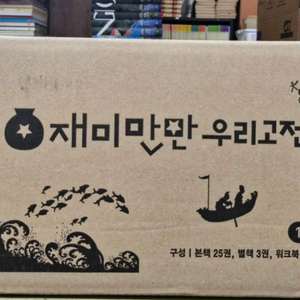 재미만만 우리고전
구성 | 본책 25권, 별책 3권, 워크북